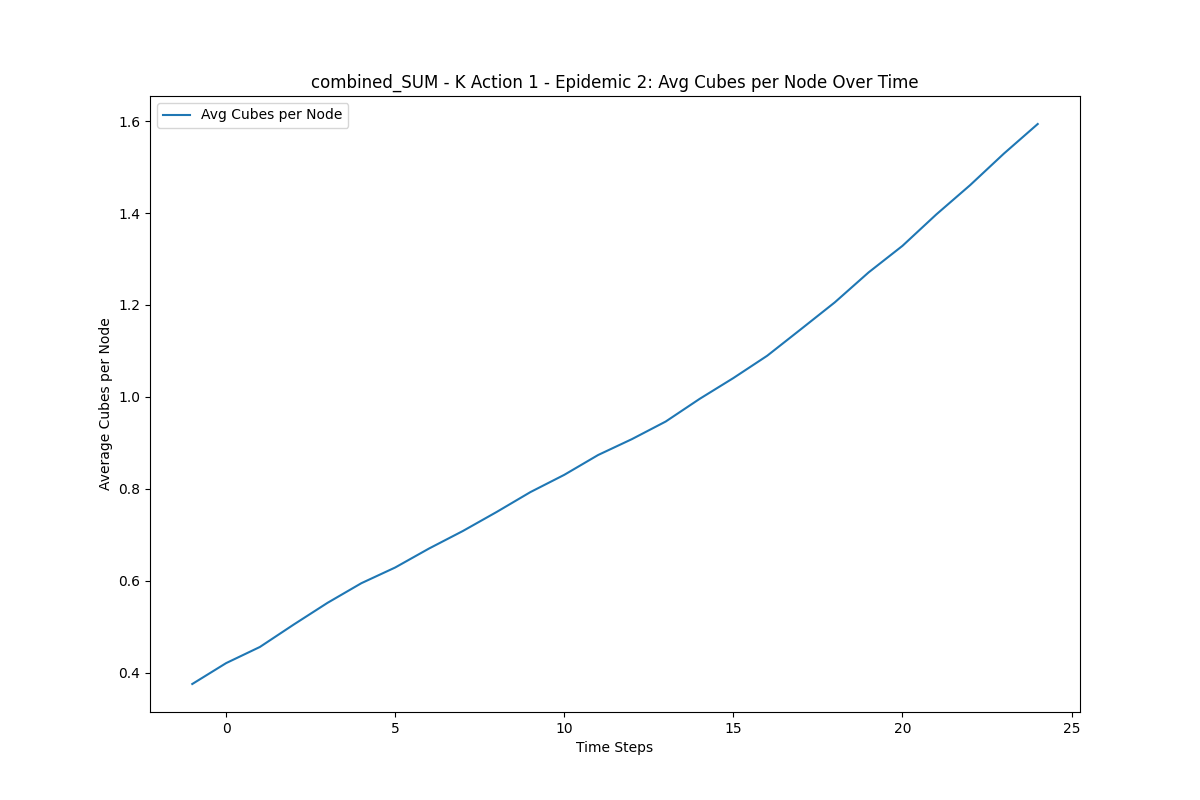 combined_SUM - K Action 1 - Epidemic 2: Avg Cubes per Node Over Time
Avg Cubes per Node
Average Cubes per Node
1.6
1.4
1.2
1.0
0.8
0.6
0.4
0 5 10 15 20 25
Time Steps